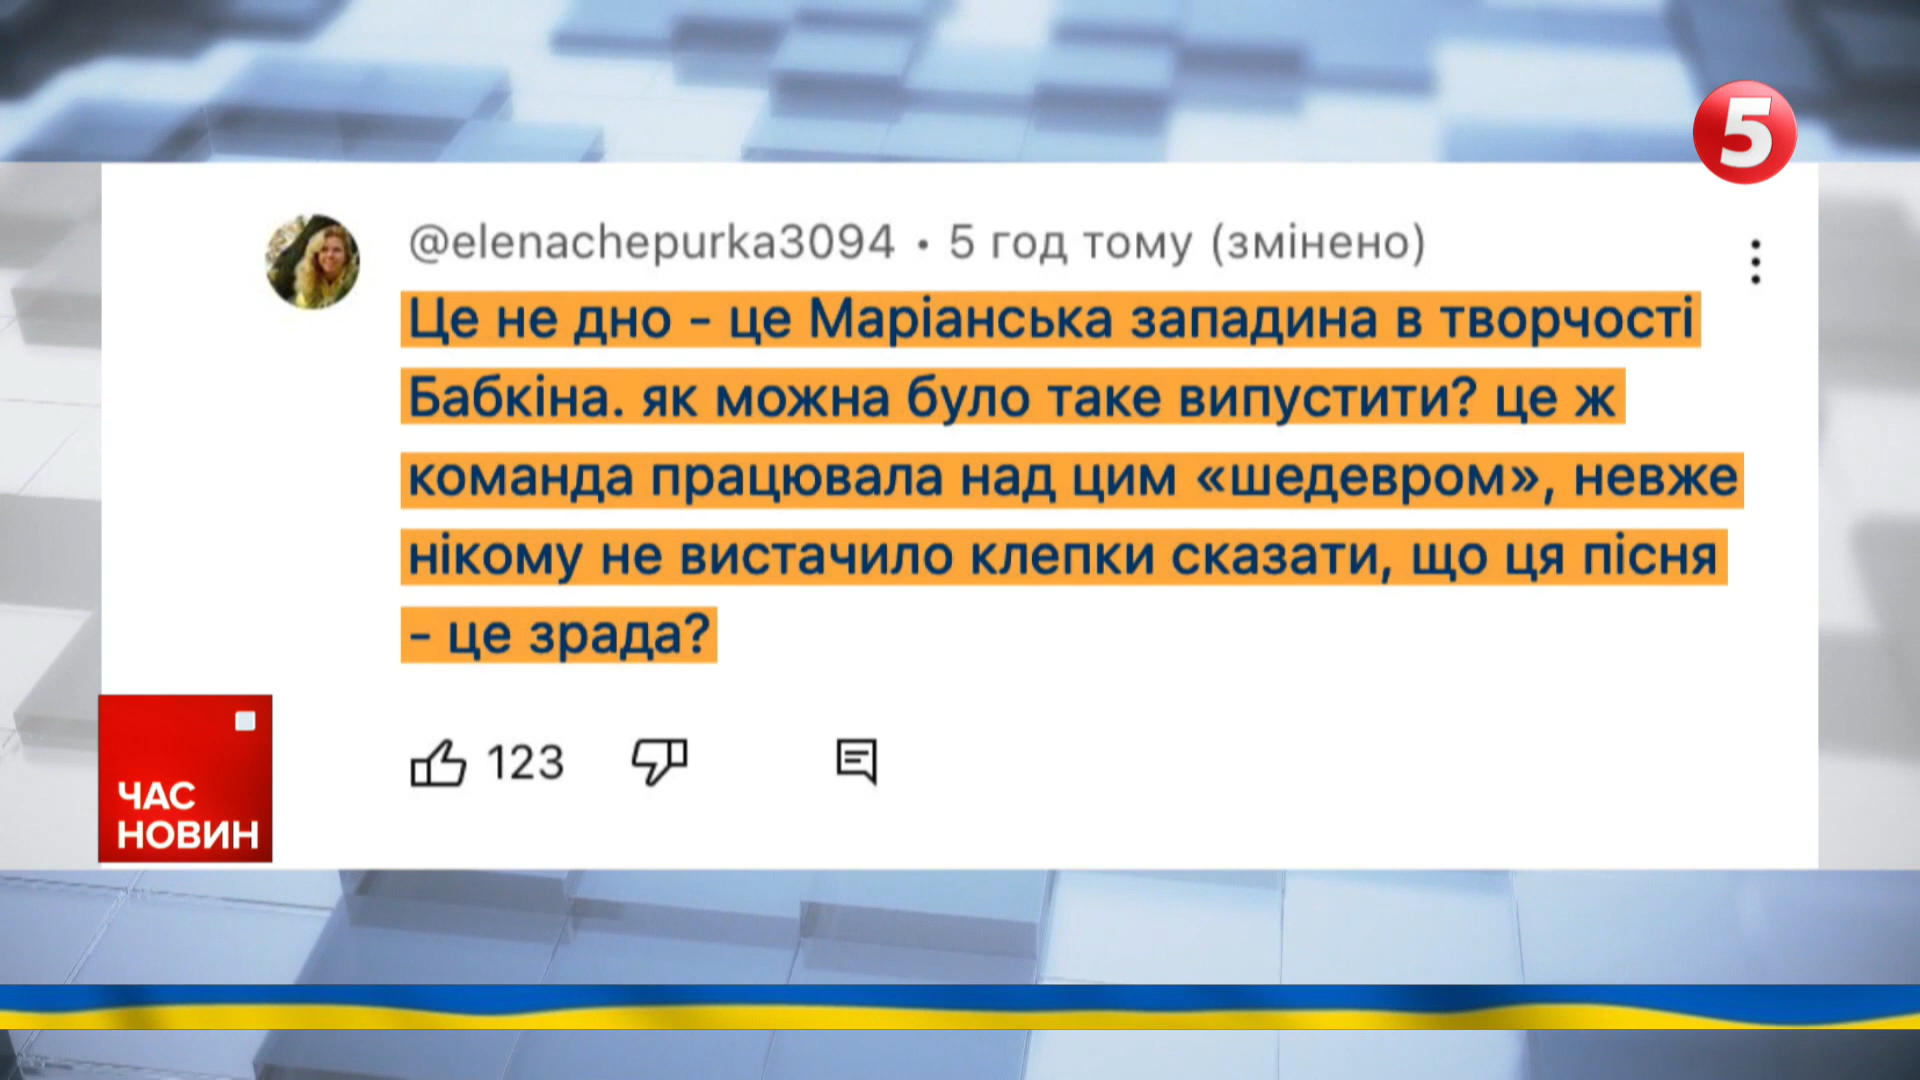 5
@elenachepurka3094 • 5 год тому (змінено)
Це не дно - це Маріанська западина в творчості
Бабкіна. як можна було таке випустити? це ж
команда працювала над цим «шедевром», невже
нікому не вистачило клепки сказати, що ця пісня
- це зрада?
123
ЧАС
НОВИН